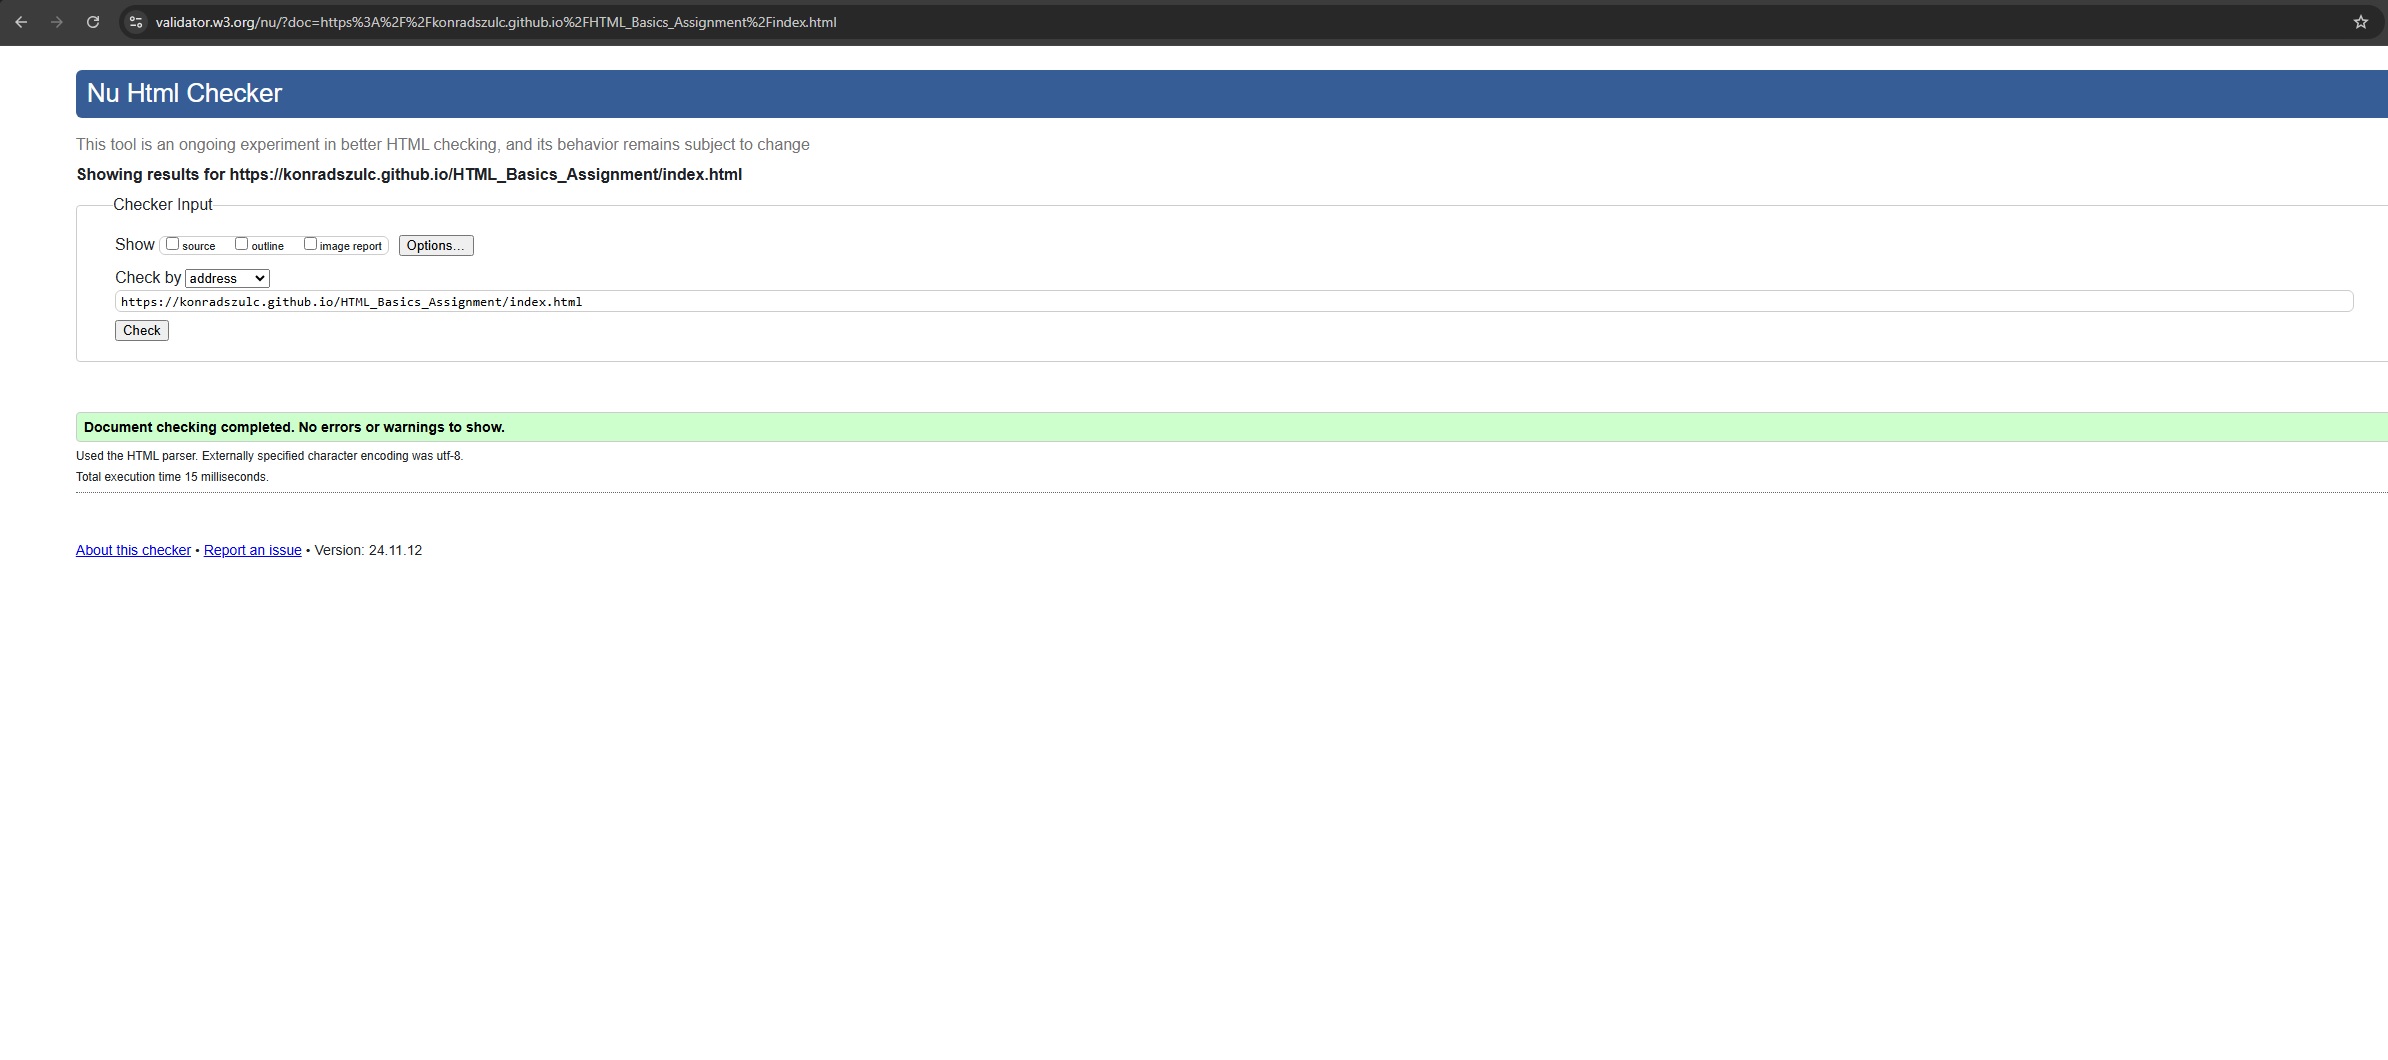 validator.w3.org/nu/?doc=https%3A%2F%2Fkonradszulc.github.io%2FHTML_Basics_Assignment%2Findex.html
Nu Html Checker
This tool is an ongoing experiment in better HTML checking, and its behavior remains subject to change
Showing results for https://konradszulc.github.io/HTML_Basics_Assignment/index.html
Checker Input
Show source outline image report Options...
Check by address
https://konradszulc.github.io/HTML_Basics_Assignment/index.html
Check
Document checking completed. No errors or warnings to show.
Used the HTML parser. Externally specified character encoding was utf-8.
Total execution time 15 milliseconds.
About this checker • Report an issue • Version: 24.11.12